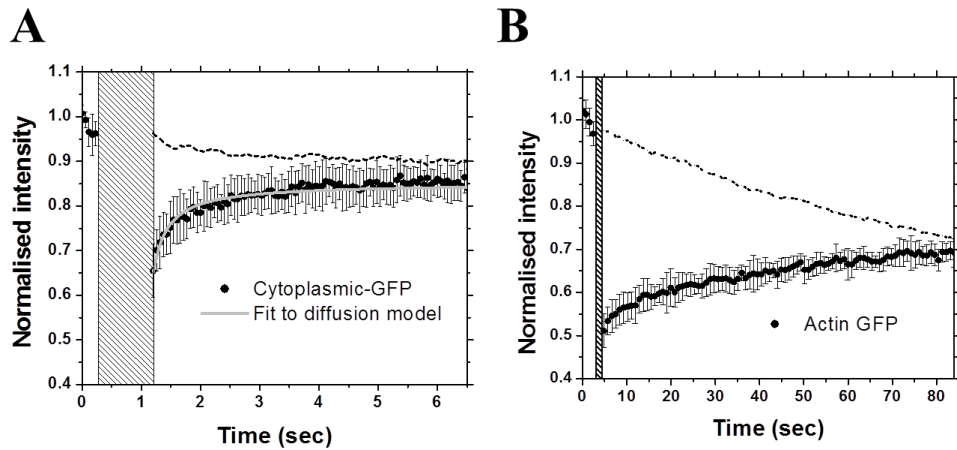 A
Normalised intensity
1.1
1.0
0.9
0.8
0.7
0.6
0.5
0.4
0 1 2 3 4 5 6
Time (sec)
Cytoplasmic-GFP
Fit to diffusion model
B
Normalised intensity
1.1
1.0
0.9
0.8
0.7
0.6
0.5
0.4
0 10 20 30 40 50 60 70 80
Time (sec)
Actin GFP